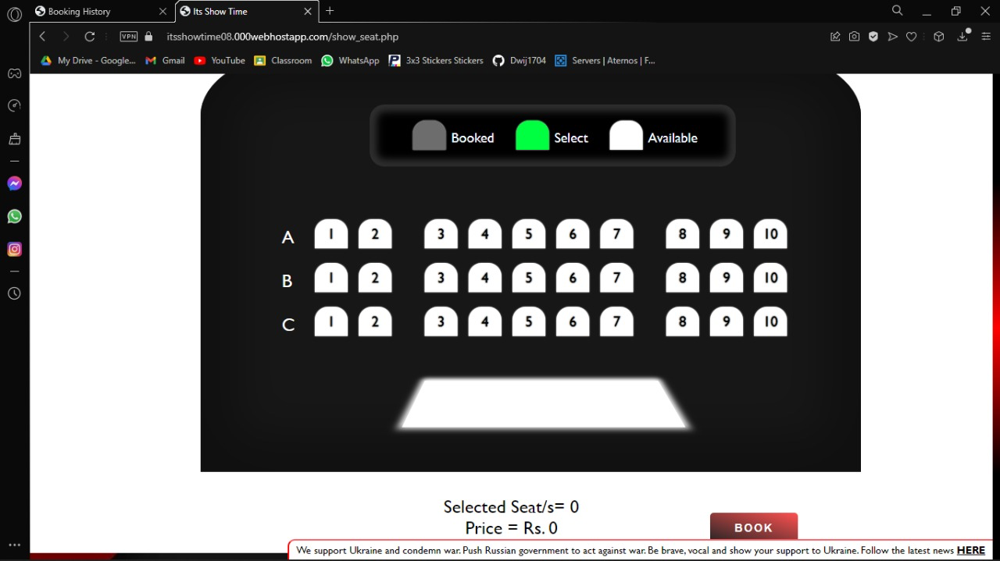 Booking History
Its Show Time
VPN
itsshowtime08.000webhostapp.com/show_seat.php
My Drive - Google... Gmail YouTube Classroom WhatsApp 3x3 Stickers Stickers Dwij1704 Servers | Aternos | F...
Booked Select Available
A 1 2 3 4 5 6 7 8 9 10
B 1 2 3 4 5 6 7 8 9 10
C 1 2 3 4 5 6 7 8 9 10
Selected Seat/s= 0
Price = Rs. 0
BOOK
We support Ukraine and condemn war. Push Russian government to act against war. Be brave, vocal and show your support to Ukraine. Follow the latest news HERE